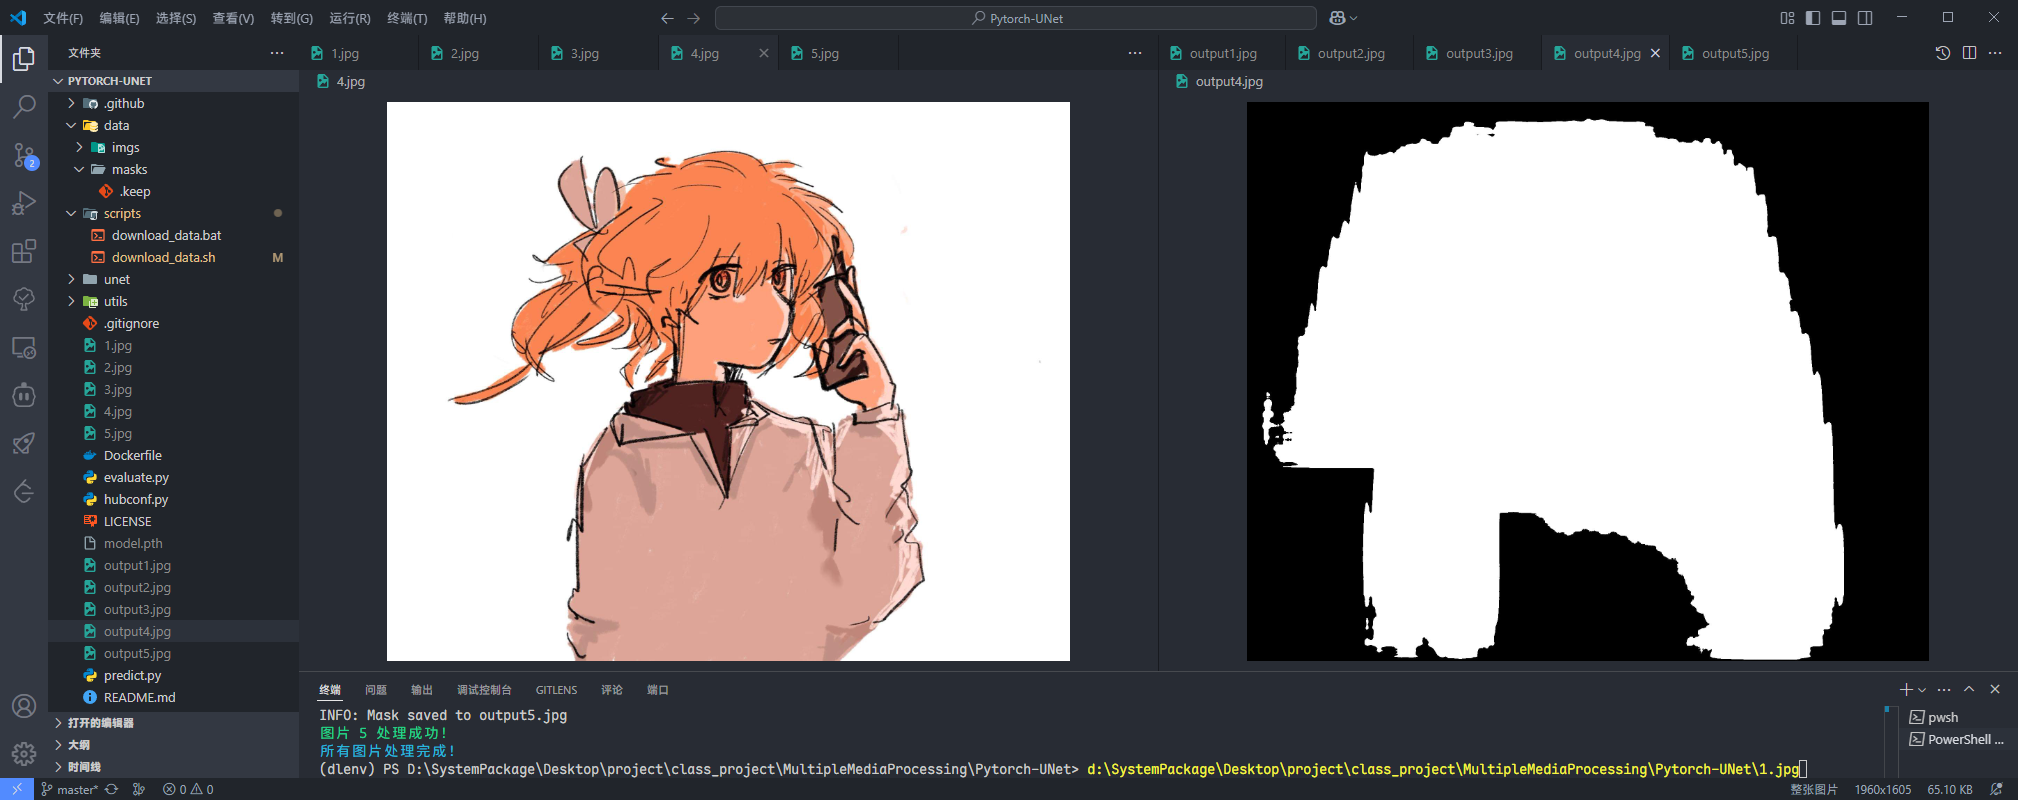 文件(F) 编辑(E) 选择(S) 查看(V) 转到(G) 运行(R) 终端(T) 帮助(H)
Pytorch-UNet
文件夹
PYTORCH-UNET
.github
data
imgs
masks
.keep
scripts
download_data.bat
download_data.sh M
unet
utils
.gitignore
1.jpg
2.jpg
3.jpg
4.jpg
5.jpg
Dockerfile
evaluate.py
hubconf.py
LICENSE
model.pth
output1.jpg
output2.jpg
output3.jpg
output4.jpg
output5.jpg
predict.py
README.md
打开的编辑器
大纲
时间线
2
1.jpg 2.jpg 3.jpg 4.jpg 5.jpg
4.jpg
output1.jpg output2.jpg output3.jpg output4.jpg output5.jpg
output4.jpg
终端 问题 输出 调试控制台 GITLENS 评论 端口
INFO: Mask saved to output5.jpg
图片 5 处理成功!
所有图片处理完成!
(dlenv) PS D:\SystemPackage\Desktop\project\class_project\MultipleMediaProcessing\Pytorch-UNet> d:\SystemPackage\Desktop\project\class_project\MultipleMediaProcessing\Pytorch-UNet\1.jpg
pwsh
PowerShell ...
master* 0 0
整张图片 1960x1605 65.10 KB